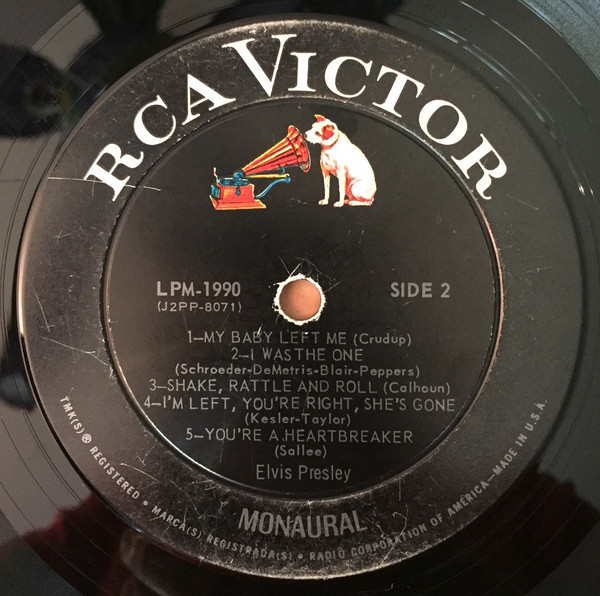 RCA VICTOR
LPM-1990
(J2PP-8071)
SIDE 2
1—MY BABY LEFT ME (Crudup)
2—I WAS THE ONE
(Schroeder-DeMetris-Blair-Peppers)
3—SHAKE, RATTLE AND ROLL (Calhoun)
4—I'M LEFT, YOU'RE RIGHT, SHE'S GONE
(Kesler-Taylor)
5—YOU'RE A HEARTBREAKER
(Sallee)
Elvis Presley
MONAURAL
TMK(S) ® REGISTERED • MARCA(S) REGISTRADA(S) • RADIO CORPORATION OF AMERICA—MADE IN U.S.A.